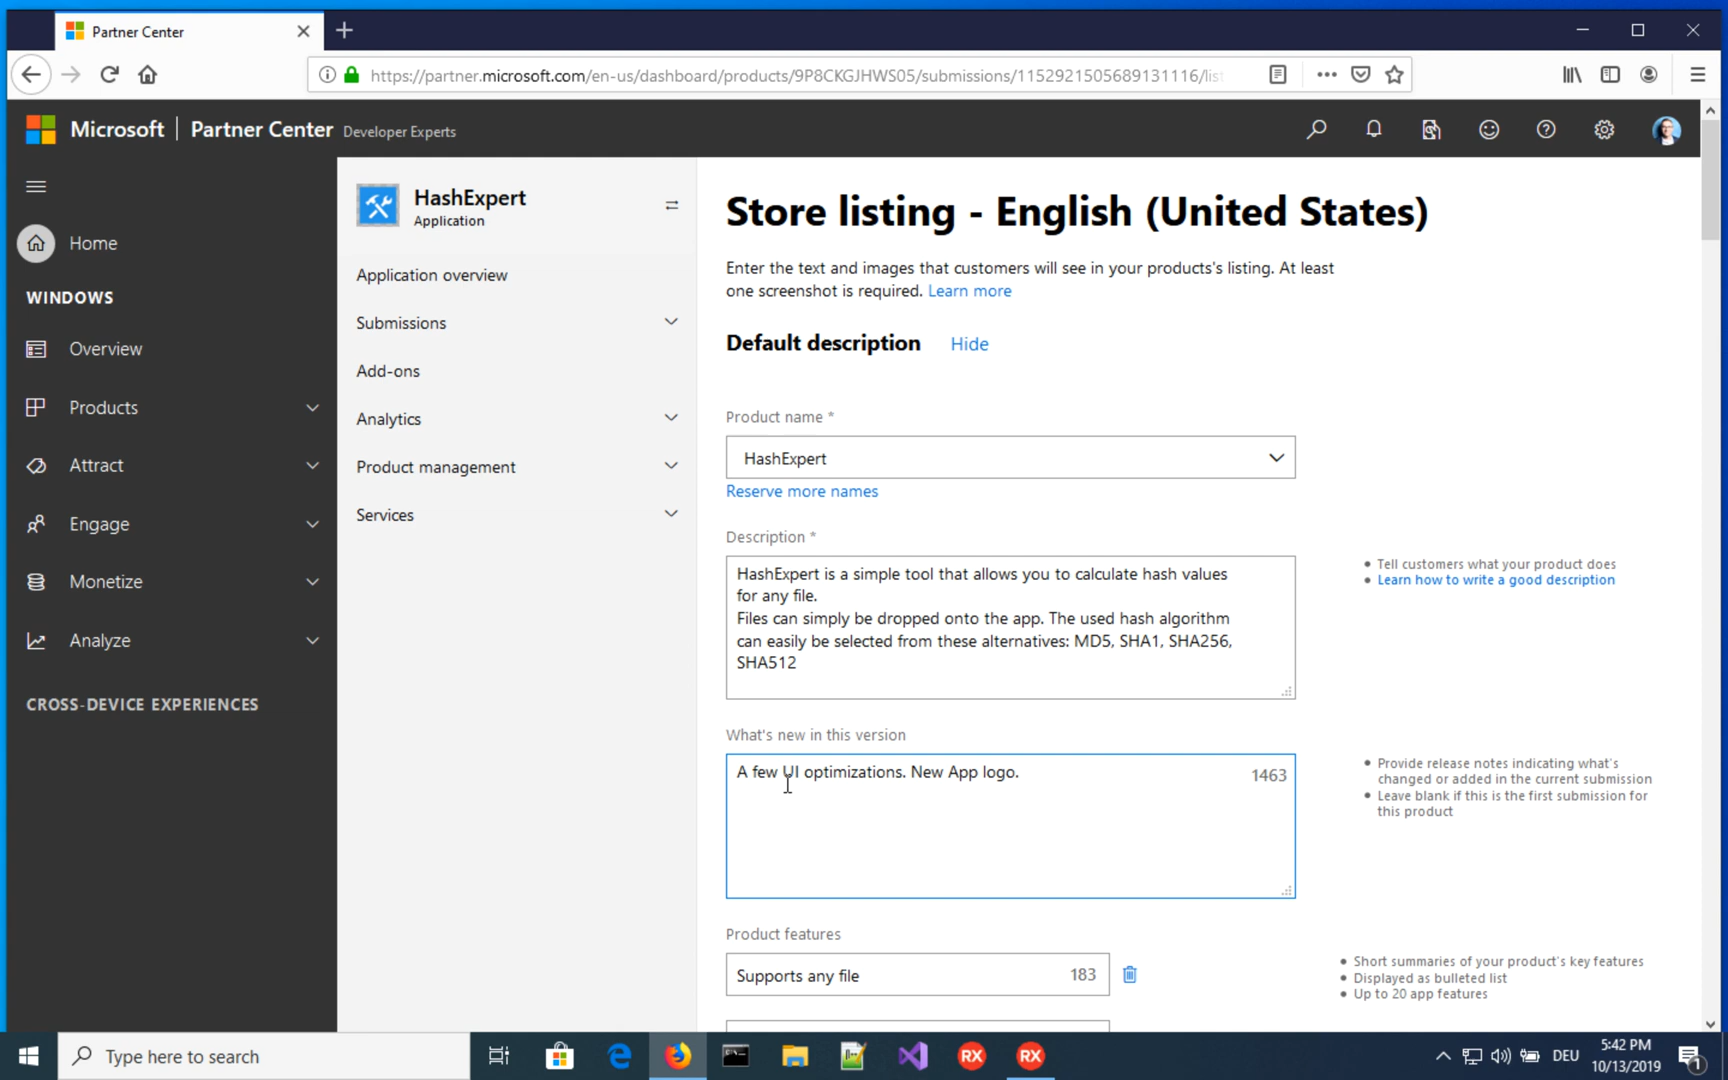 Partner Center
https://partner.microsoft.com/en-us/dashboard/products/9P8CKGJHWS05/submissions/1152921505689131116/list
Microsoft | Partner Center Developer Experts
Home
WINDOWS
Overview
Products
Attract
Engage
Monetize
Analyze
CROSS-DEVICE EXPERIENCES
HashExpert
Application
Application overview
Submissions
Add-ons
Analytics
Product management
Services
Store listing - English (United States)
Enter the text and images that customers will see in your products's listing. At least
one screenshot is required. Learn more
Default description Hide
Product name *
HashExpert
Reserve more names
Description *
HashExpert is a simple tool that allows you to calculate hash values
for any file.
Files can simply be dropped onto the app. The used hash algorithm
can easily be selected from these alternatives: MD5, SHA1, SHA256,
SHA512
• Tell customers what your product does
• Learn how to write a good description
What's new in this version
A few UI optimizations. New App logo. 1463
• Provide release notes indicating what's
changed or added in the current submission
• Leave blank if this is the first submission for
this product
Product features
Supports any file 183
• Short summaries of your product's key features
• Displayed as bulleted list
• Up to 20 app features
Type here to search
RX
RX
DEU
5:42 PM
10/13/2019
1